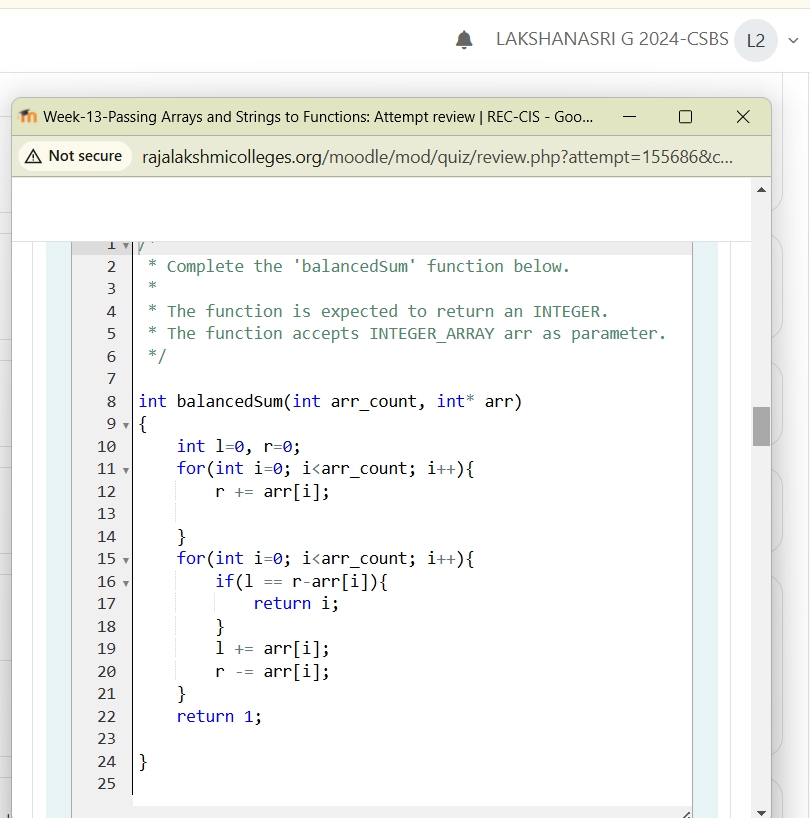 LAKSHANASRI G 2024-CSBS L2
Week-13-Passing Arrays and Strings to Functions: Attempt review | REC-CIS - Goo...
Not secure rajalakshmicolleges.org/moodle/mod/quiz/review.php?attempt=155686&c...
1 /*
2  * Complete the 'balancedSum' function below.
3  *
4  * The function is expected to return an INTEGER.
5  * The function accepts INTEGER_ARRAY arr as parameter.
6  */
7
8 int balancedSum(int arr_count, int* arr)
9 {
10     int l=0, r=0;
11     for(int i=0; i<arr_count; i++){
12         r += arr[i];
13
14     }
15     for(int i=0; i<arr_count; i++){
16         if(l == r-arr[i]){
17             return i;
18         }
19         l += arr[i];
20         r -= arr[i];
21     }
22     return 1;
23
24 }
25